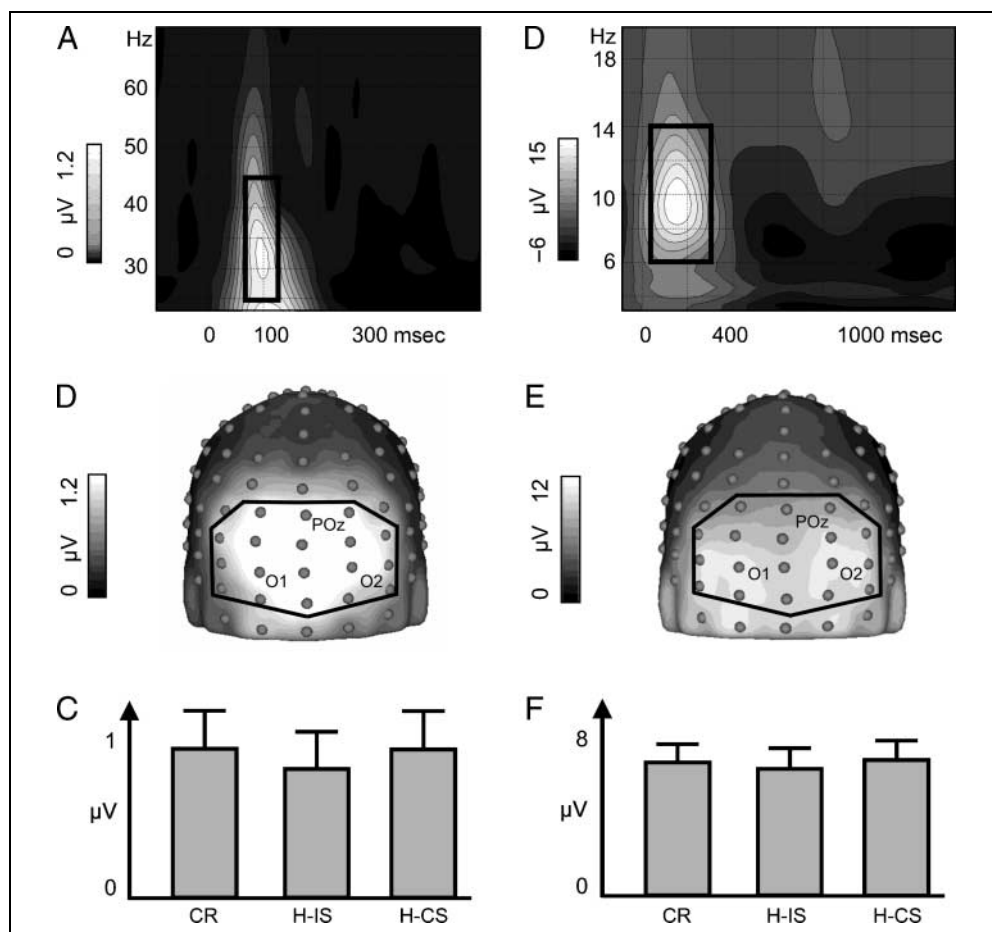 A
Hz
60
50
40
30
1.2
µV
0
0 100 300 msec
D
Hz
18
14
10
6
15
µV
−6
0 400 1000 msec
D
1.2
µV
0
POz
O1 O2
E
12
µV
0
POz
O1 O2
C
1
µV
0
CR H-IS H-CS
F
8
µV
0
CR H-IS H-CS